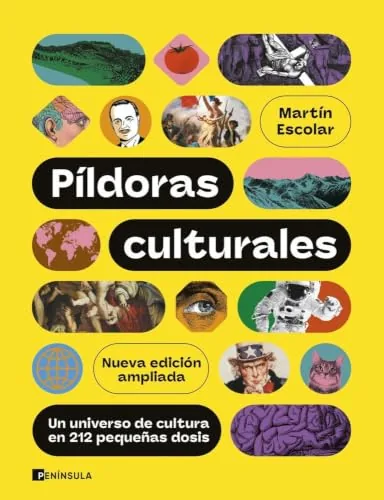 Martín
Escolar
Píldoras
culturales
Nueva edición
ampliada
Un universo de cultura
en 212 pequeñas dosis
PENÍNSULA